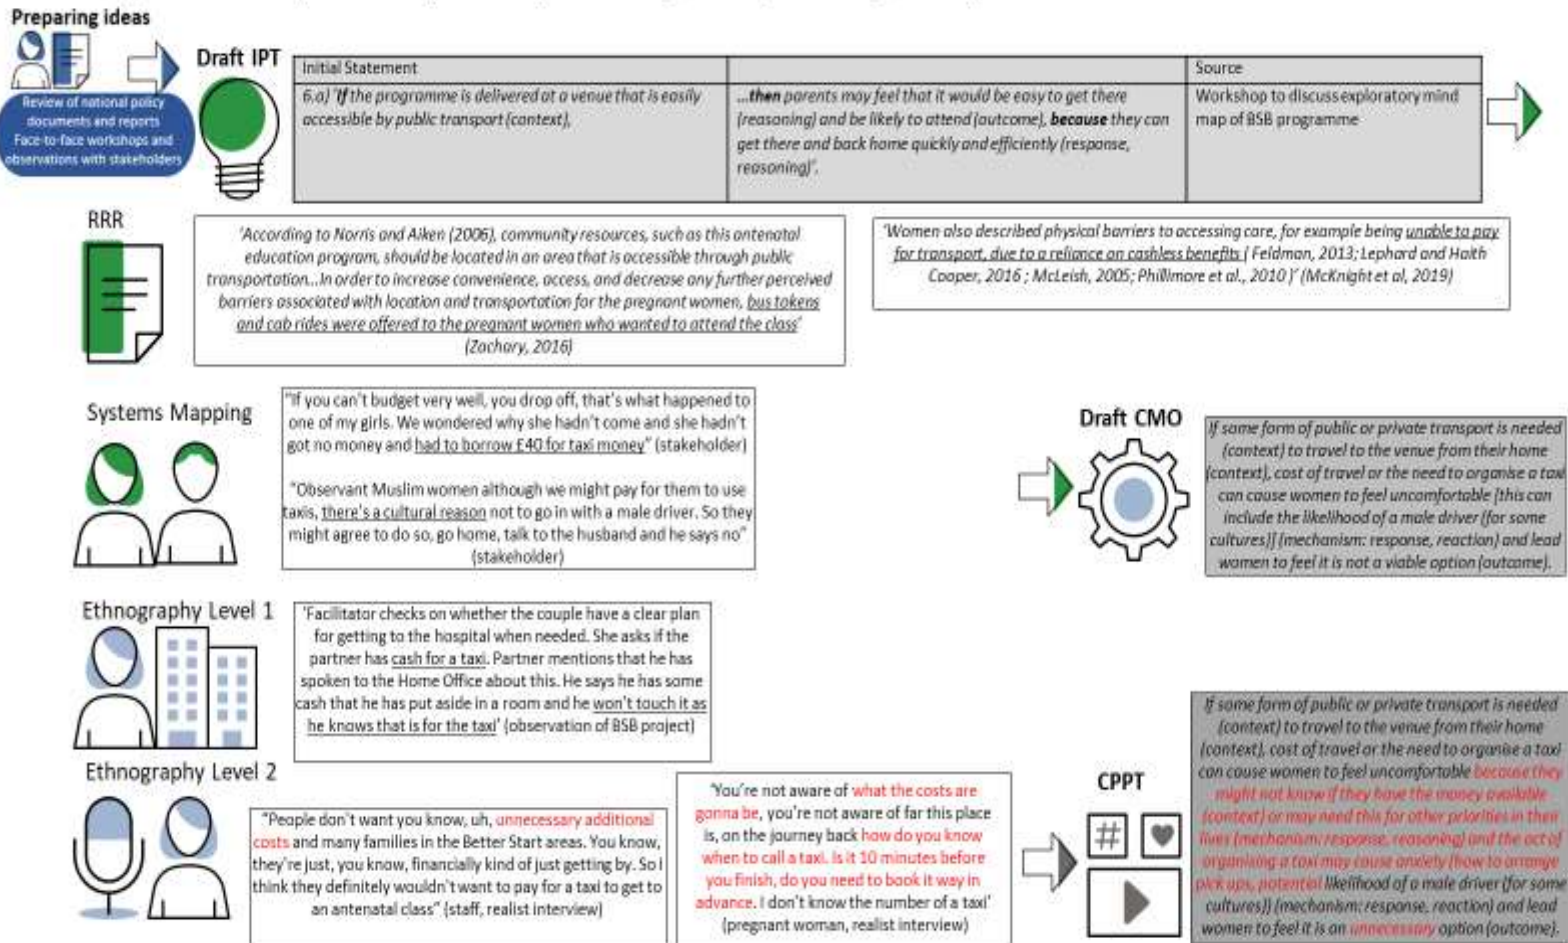 Preparing ideas
Review of national policy
documents and reports
Face-to-face workshops and
observations with stakeholders
Draft IPT
Initial Statement
Source
6.a) 'If the programme is delivered at a venue that is easily
accessible by public transport (context),
...then parents may feel that it would be easy to get there
(reasoning) and be likely to attend (outcome), because they can
get there and back home quickly and efficiently (response,
reasoning)'.
Workshop to discuss exploratory mind
map of BSB programme
RRR
'According to Norris and Aiken (2006), community resources, such as this antenatal
education program, should be located in an area that is accessible through public
transportation...In order to increase convenience, access, and decrease any further perceived
barriers associated with location and transportation for the pregnant women, bus tokens
and cab rides were offered to the pregnant women who wanted to attend the class'
(Zachary, 2016)
'Women also described physical barriers to accessing care, for example being unable to pay
for transport, due to a reliance on cashless benefits ( Feldman, 2013; Lephard and Haith
Cooper, 2016 ; McLeish, 2005; Phillimore et al., 2010 )' (McKnight et al, 2019)
Systems Mapping
"If you can't budget very well, you drop off, that's what happened to
one of my girls. We wondered why she hadn't come and she hadn't
got no money and had to borrow £40 for taxi money" (stakeholder)
"Observant Muslim women although we might pay for them to use
taxis, there's a cultural reason not to go in with a male driver. So they
might agree to do so, go home, talk to the husband and he says no"
(stakeholder)
Draft CMO
If some form of public or private transport is needed
(context) to travel to the venue from their home
(context), cost of travel or the need to organise a taxi
can cause women to feel uncomfortable [this can
include the likelihood of a male driver (for some
cultures)] (mechanism: response, reaction) and lead
women to feel it is not a viable option (outcome).
Ethnography Level 1
'Facilitator checks on whether the couple have a clear plan
for getting to the hospital when needed. She asks if the
partner has cash for a taxi. Partner mentions that he has
spoken to the Home Office about this. He says he has some
cash that he has put aside in a room and he won't touch it as
he knows that is for the taxi' (observation of BSB project)
Ethnography Level 2
"People don't want you know, uh, unnecessary additional
costs and many families in the Better Start areas. You know,
they're just, you know, financially kind of just getting by. So I
think they definitely wouldn't want to pay for a taxi to get to
an antenatal class" (staff, realist interview)
'You're not aware of what the costs are
gonna be, you're not aware of far this place
is, on the journey back how do you know
when to call a taxi. Is it 10 minutes before
you finish, do you need to book it way in
advance. I don't know the number of a taxi'
(pregnant woman, realist interview)
CPPT
#
If some form of public or private transport is needed
(context) to travel to the venue from their home
(context), cost of travel or the need to organise a taxi
can cause women to feel uncomfortable because they
might not know if they have the money available
(context) or may need this for other priorities in their
lives (mechanism: response, reasoning) and the act of
organising a taxi may cause anxiety (how to arrange
pick ups, potential likelihood of a male driver (for some
cultures)) (mechanism: response, reaction) and lead
women to feel it is an unnecessary option (outcome).